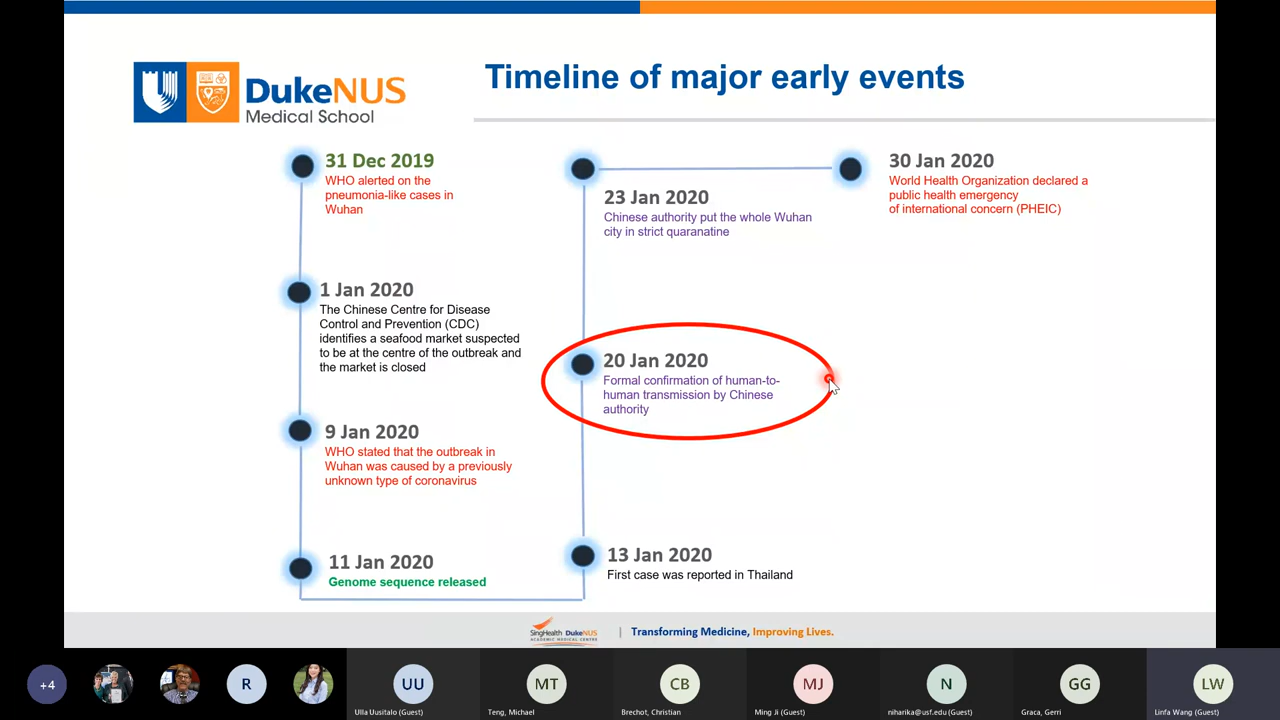 DukeNUS
Medical School
Timeline of major early events
31 Dec 2019
WHO alerted on the
pneumonia-like cases in
Wuhan
1 Jan 2020
The Chinese Centre for Disease
Control and Prevention (CDC)
identifies a seafood market suspected
to be at the centre of the outbreak and
the market is closed
9 Jan 2020
WHO stated that the outbreak in
Wuhan was caused by a previously
unknown type of coronavirus
11 Jan 2020
Genome sequence released
13 Jan 2020
First case was reported in Thailand
20 Jan 2020
Formal confirmation of human-to-
human transmission by Chinese
authority
23 Jan 2020
Chinese authority put the whole Wuhan
city in strict quaranatine
30 Jan 2020
World Health Organization declared a
public health emergency
of international concern (PHEIC)
SingHealth DukeNUS
ACADEMIC MEDICAL CENTRE
| Transforming Medicine, Improving Lives.
+4
R
UU
Ulla Uusitalo (Guest)
MT
Teng, Michael
CB
Brechot, Christian
MJ
Ming Ji (Guest)
N
niharika@usf.edu (Guest)
GG
Graca, Gerri
LW
Linfa Wang (Guest)